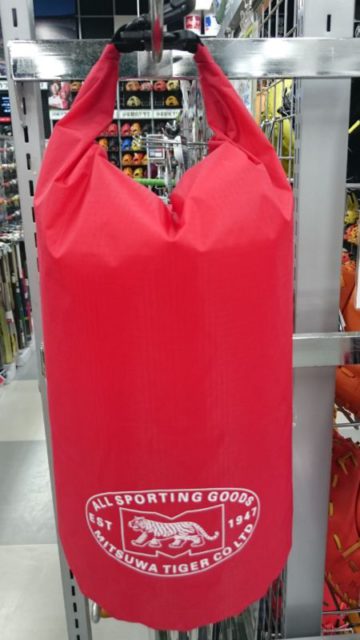 ALL SPORTING GOODS
EST 1947
MITSUWA TIGER CO LTD